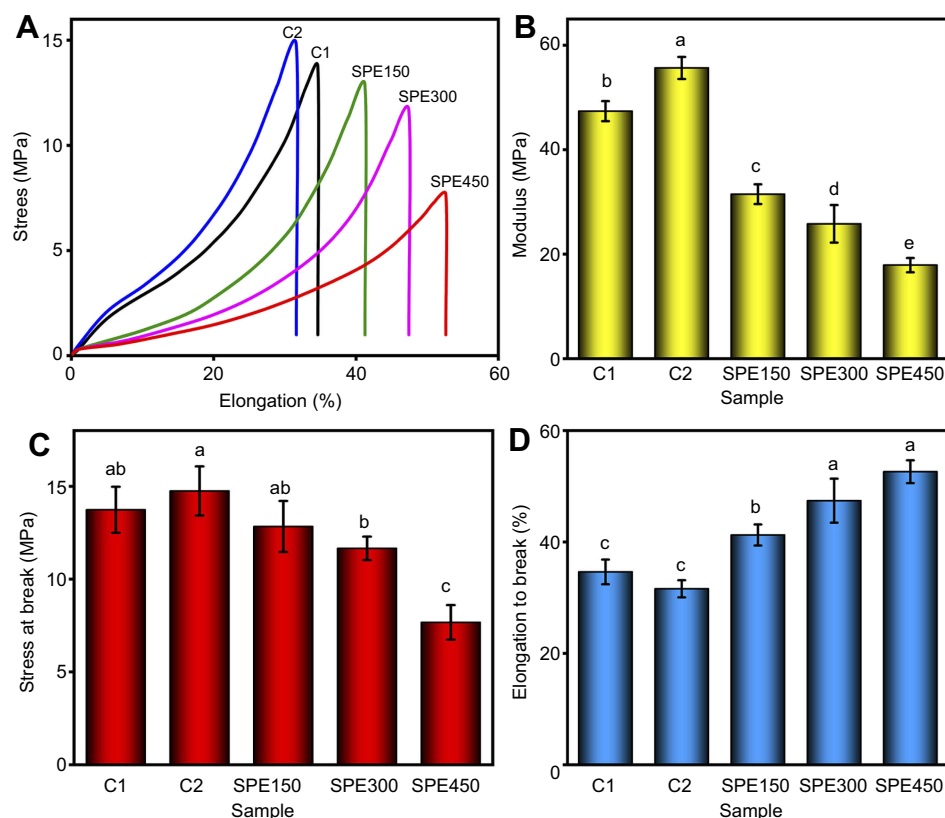 A
15
10
5
0
Strees (MPa)
C2
C1
SPE150
SPE300
SPE450
0
20
40
60
Elongation (%)
B
60
40
20
0
Modulus (MPa)
b
a
c
d
e
C1
C2
SPE150
SPE300
SPE450
Sample
C
15
10
5
0
Stress at break (MPa)
ab
a
ab
b
c
C1
C2
SPE150
SPE300
SPE450
Sample
D
60
40
20
0
Elongation to break (%)
c
c
b
a
a
C1
C2
SPE150
SPE300
SPE450
Sample